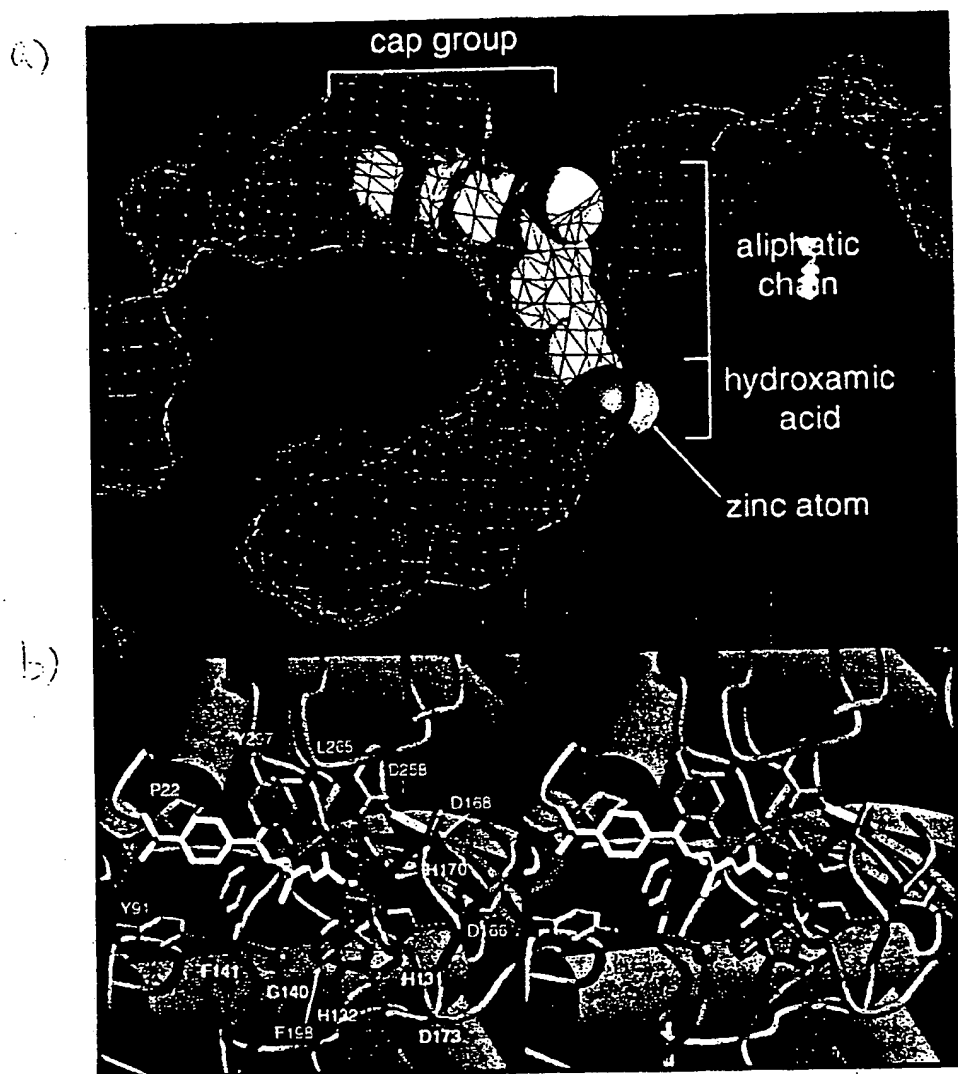 a)
cap group
aliphatic
chain
hydroxamic
acid
zinc atom
b)
Y297
L265
D258
P22
D168
H170
Y91
D166
F141
H131
G140
H132
F198
D173